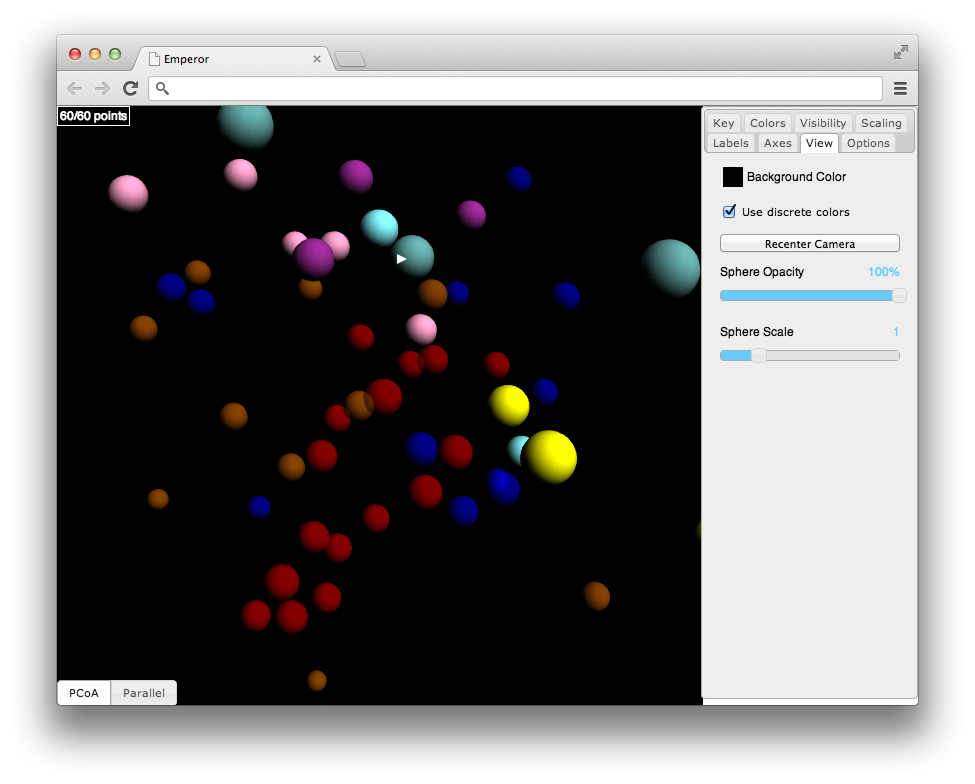 Emperor
60/60 points
Key Colors Visibility Scaling
Labels Axes View Options
Background Color
Use discrete colors
Recenter Camera
Sphere Opacity 100%
Sphere Scale 1
PCoA Parallel